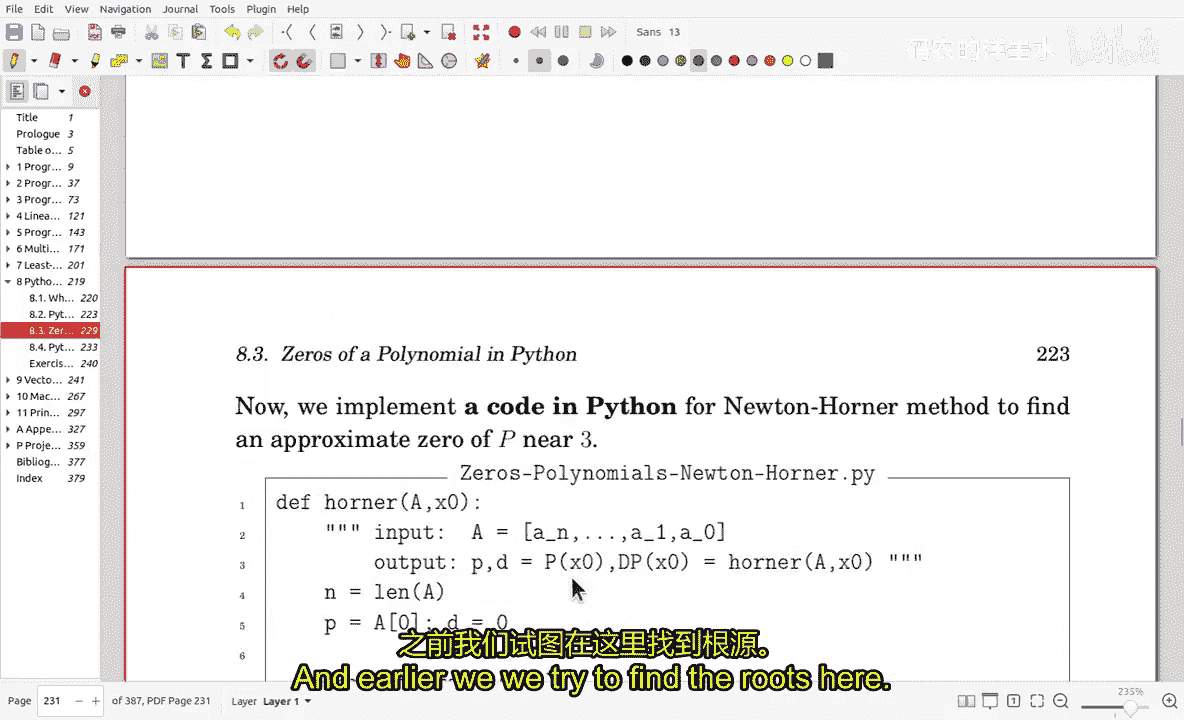 File Edit View Navigation Journal Tools Plugin Help
Sans 13
Title 1
Prologue 3
Table o... 5
1 Progr... 9
2 Progr... 37
3 Progr... 73
4 Linea... 121
5 Progr... 143
6 Multi... 171
7 Least-... 201
8 Pytho... 219
8.1. Wh... 220
8.2. Pyt... 223
8.3. Zer... 229
8.4. Pyt... 233
Exercis... 240
9 Vecto... 241
10 Mac... 267
11 Prin... 297
A Appe... 327
P Proje... 359
Bibliog... 377
Index 379
8.3. Zeros of a Polynomial in Python 223
Now, we implement a code in Python for Newton-Horner method to find
an approximate zero of P near 3.
Zeros-Polynomials-Newton-Horner.py
1 def horner(A,x0):
2 """ input: A = [a_n,...,a_1,a_0]
3 output: p,d = P(x0),DP(x0) = horner(A,x0) """
4 n = len(A)
5 p = A[0]; d = 0
6
之前我们试图在这里找到根源。
And earlier we we try to find the roots here.
Page 231 of 387, PDF Page 231 Layer Layer 1 235%